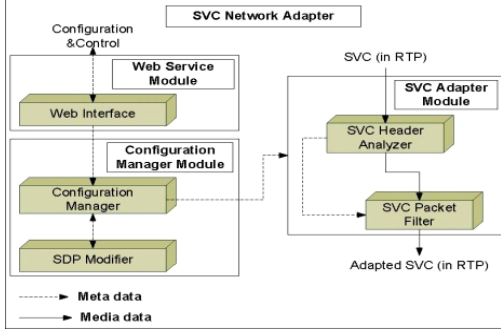 SVC Network Adapter
Configuration
&Control
Web Service
Module
Web Interface
Configuration
Manager Module
Configuration
Manager
SDP Modifier
SVC (in RTP)
SVC Adapter
Module
SVC Header
Analyzer
SVC Packet
Filter
Adapted SVC (in RTP)
Meta data
Media data